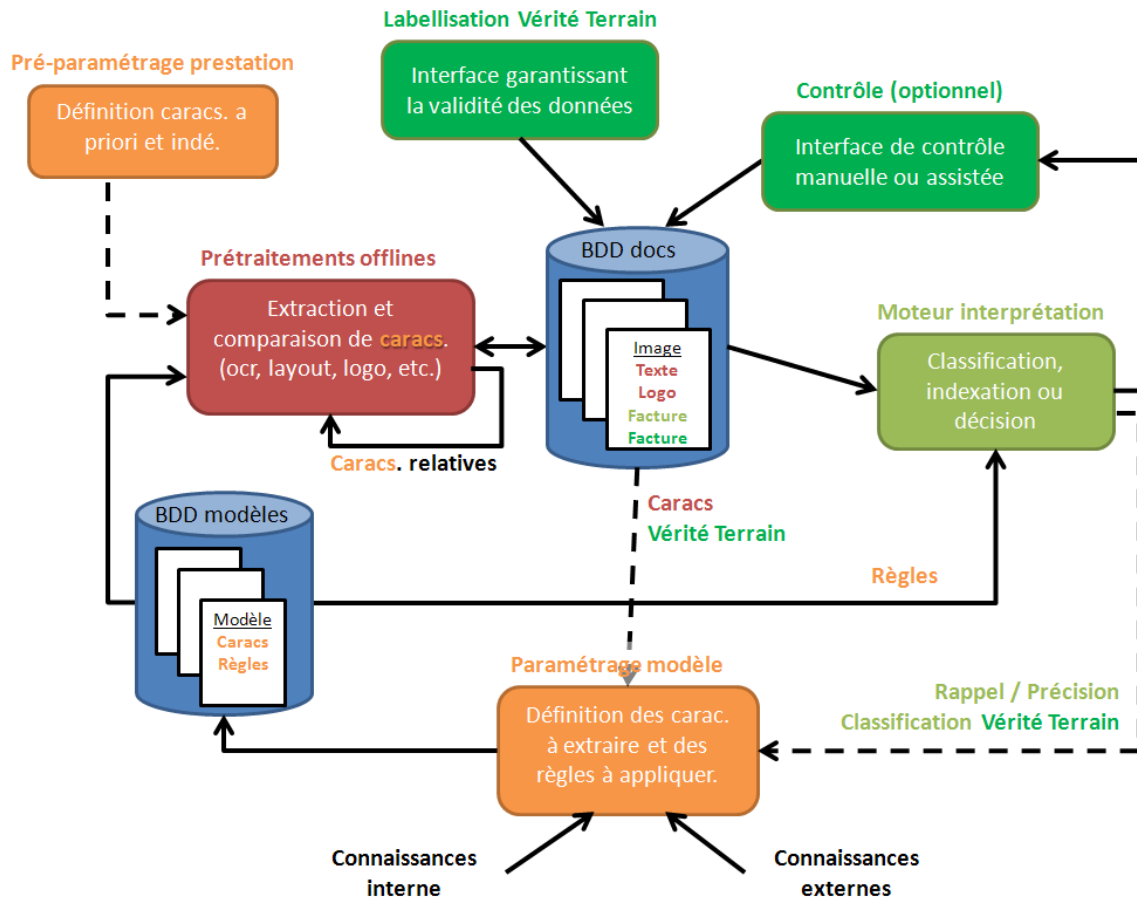 Labellisation Vérité Terrain
Interface garantissant
la validité des données
Pré-paramétrage prestation
Définition caracs. a
priori et indé.
Contrôle (optionnel)
Interface de contrôle
manuelle ou assistée
Prétraitements offlines
Extraction et
comparaison de caracs.
(ocr, layout, logo, etc.)
Caracs. relatives
BDD docs
Image
Texte
Logo
Facture
Facture
Moteur interprétation
Classification,
indexation ou
décision
Caracs
Vérité Terrain
BDD modèles
Modèle
Caracs
Règles
Règles
Paramétrage modèle
Définition des carac.
à extraire et des
règles à appliquer.
Rappel / Précision
Classification Vérité Terrain
Connaissances
interne
Connaissances
externes